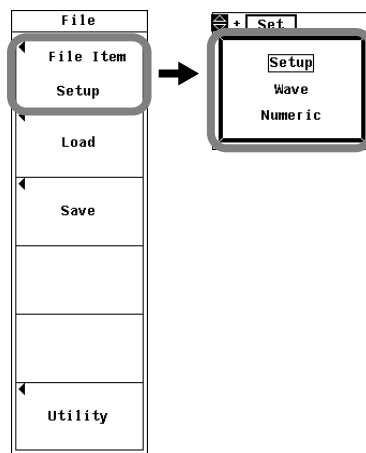 File
File Item
Setup
Load
Save
Utility
+ Set
Setup
Wave
Numeric